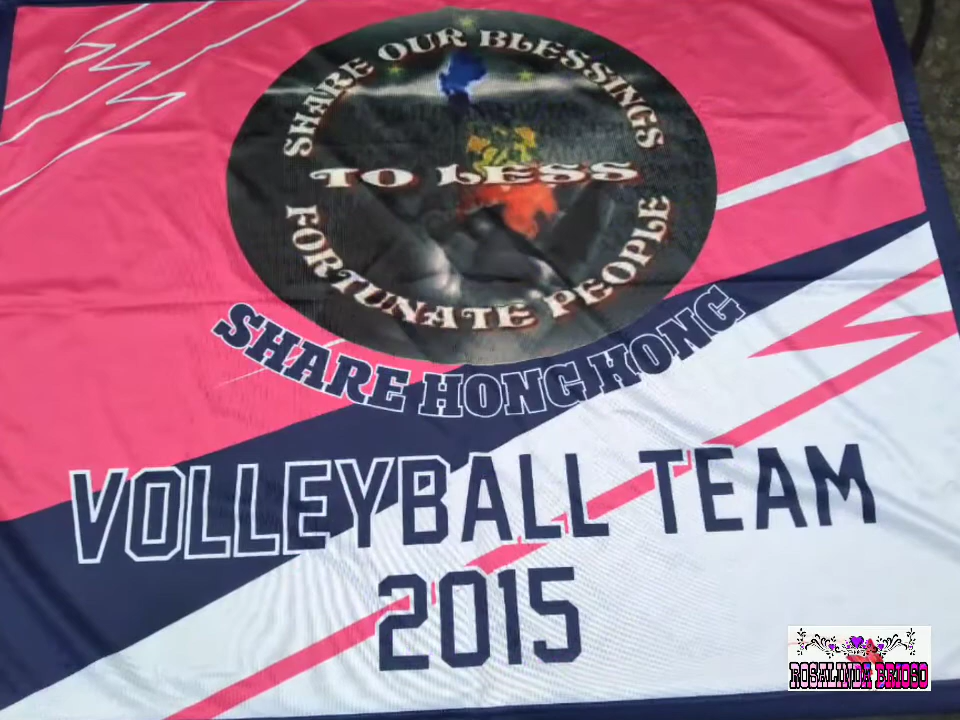 SHARE OUR BLESSINGS
TO LESS
FORTUNATE PEOPLE
SHARE HONG KONG
VOLLEYBALL TEAM
2015
ROSALINDA BRIOSO